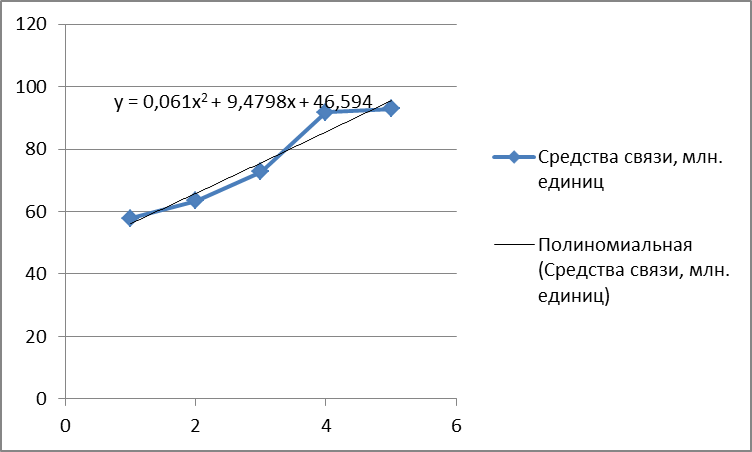 120
100
80
60
40
20
0
0 2 4 6
y = 0,061x² + 9,4798x + 46,594
Средства связи, млн.
единиц
Полиномиальная
(Средства связи, млн.
единиц)